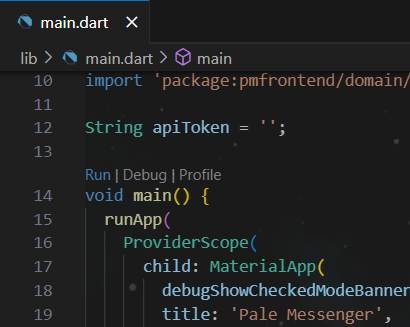 main.dart ×
lib > main.dart > main
10 import 'package:pmfrontend/domain/
11
12 String apiToken = '';
13
Run | Debug | Profile
14 void main() {
15 runApp(
16 ProviderScope(
17 child: MaterialApp(
18 debugShowCheckedModeBanner
19 title: 'Pale Messenger',